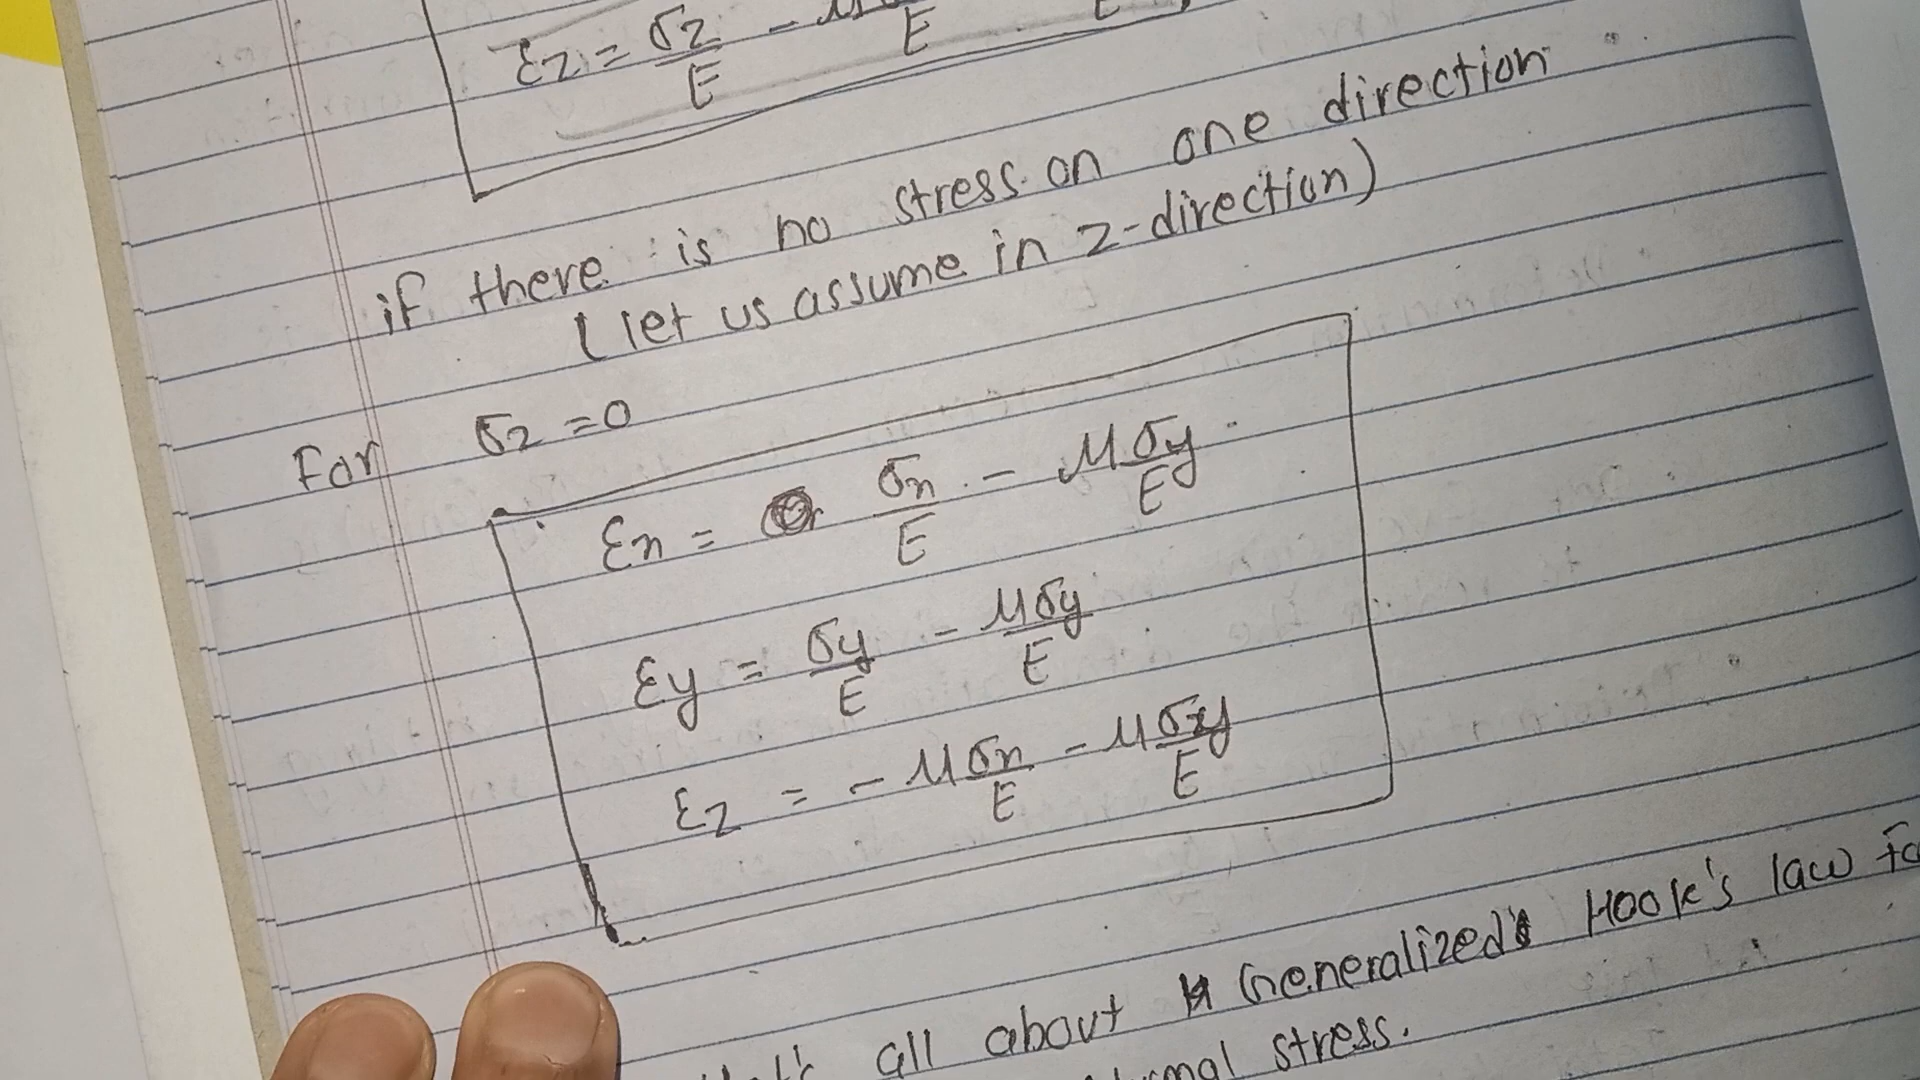 εz = σz/E - μ /E
if there is no stress on one direction
(let us assume in z-direction)
For σz = 0
εx = σx/E - μσy/E
εy = σy/E - μσy/E
εz = - μσx/E - μσy/E
all about Generalized's Hook's law
stress.